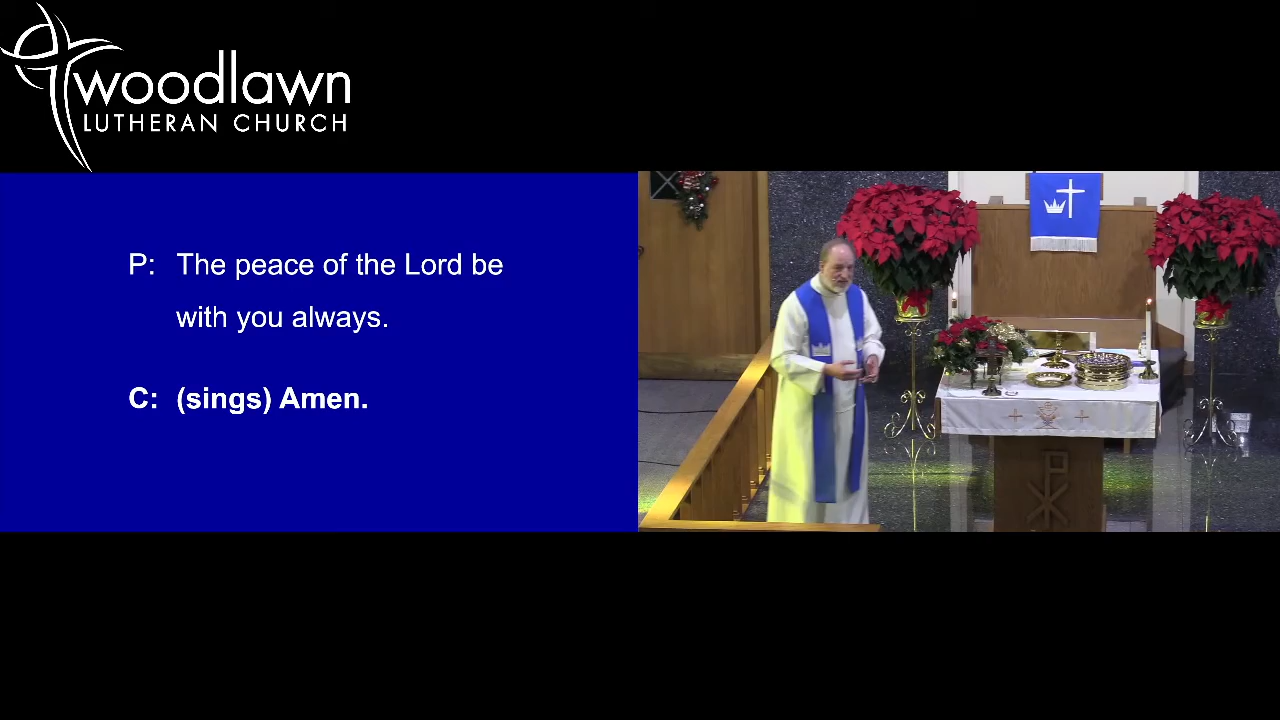 woodlawn
LUTHERAN CHURCH
P: The peace of the Lord be
with you always.
C: (sings) Amen.